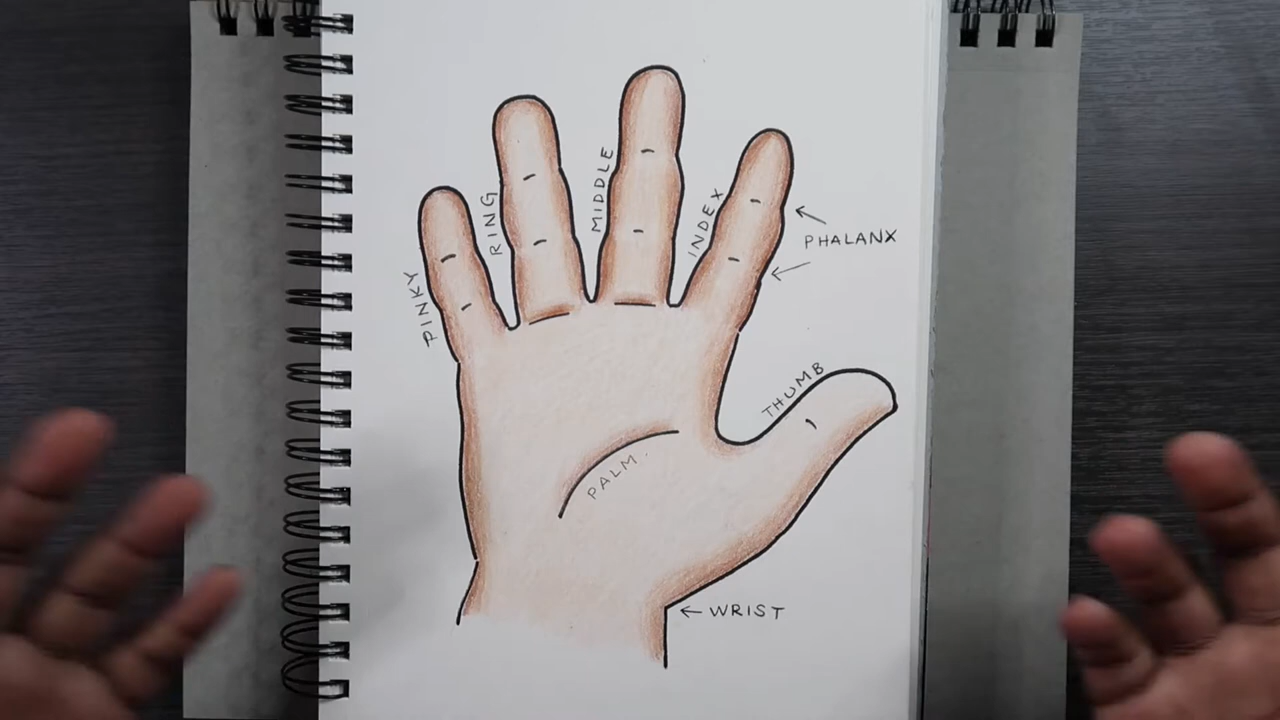 PINKY
RING
MIDDLE
INDEX
PHALANX
THUMB
PALM.
WRIST